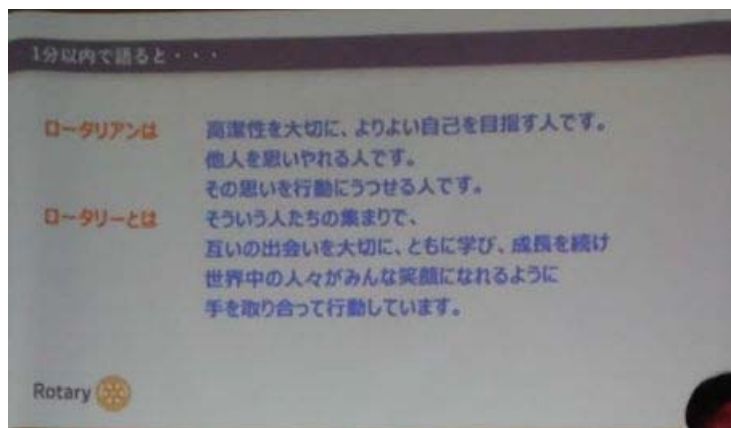 1分以内で語ると・・・
ロータリアンは 高潔性を大切に、よりよい自己を目指す人です。
他人を思いやれる人です。
その思いを行動にうつせる人です。
ロータリーとは そういう人たちの集まりで、
互いの出会いを大切に、ともに学び、成長を続け
世界中の人々がみんな笑顔になれるように
手を取り合って行動しています。
Rotary